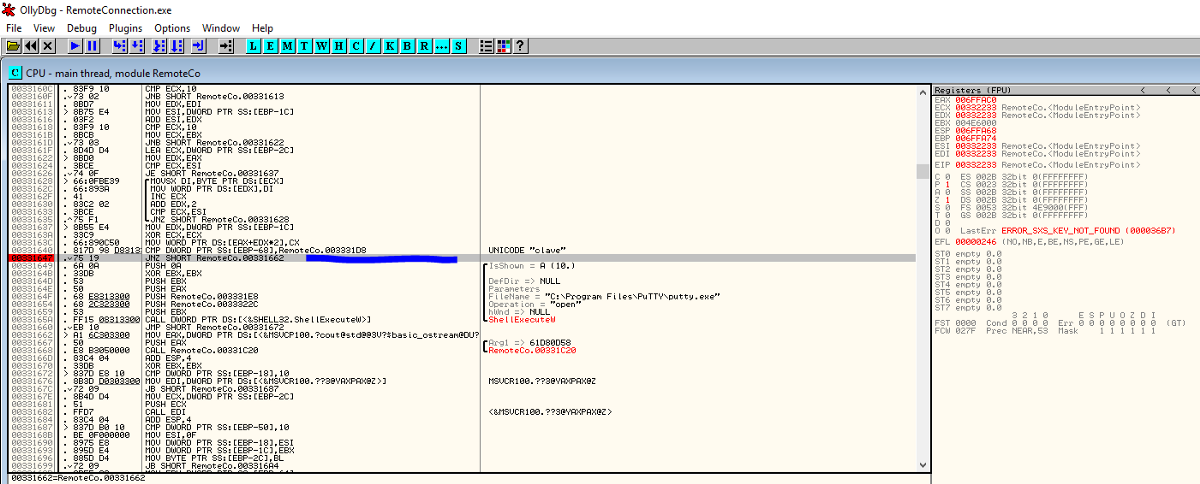 OllyDbg - RemoteConnection.exe
File View Debug Plugins Options Window Help
L E M T W H C / K B R ... S ?
C CPU - main thread, module RemoteCo
0033160C . 83F9 10 CMP ECX,10
0033160F .v73 02 JNB SHORT RemoteCo.00331613
00331611 . 8BD7 MOV EDX,EDI
00331613 > 8B75 E4 MOV ESI,DWORD PTR SS:[EBP-1C]
00331616 . 03F2 ADD ESI,EDX
00331618 . 83F9 10 CMP ECX,10
0033161B . 8BCB MOV ECX,EBX
0033161D .v73 03 JNB SHORT RemoteCo.00331622
0033161F . 8D4D D4 LEA ECX,DWORD PTR SS:[EBP-2C]
00331622 > 8BD0 MOV EDX,EAX
00331624 . 3BCE CMP ECX,ESI
00331626 .v74 0F JE SHORT RemoteCo.00331637
00331628 > 66:0FBE39 MOVSX DI,BYTE PTR DS:[ECX]
0033162C . 66:893A MOV WORD PTR DS:[EDX],DI
0033162F . 41 INC ECX
00331630 . 83C2 02 ADD EDX,2
00331633 . 3BCE CMP ECX,ESI
00331635 .^75 F1 JNZ SHORT RemoteCo.00331628
00331637 > 8B55 E4 MOV EDX,DWORD PTR SS:[EBP-1C]
0033163A . 33C9 XOR ECX,ECX
0033163C . 66:890C50 MOV WORD PTR DS:[EAX+EDX*2],CX
00331640 . 817D 98 D8313 CMP DWORD PTR SS:[EBP-68],RemoteCo.003331D8 UNICODE "clave"
00331647 .v75 19 JNZ SHORT RemoteCo.00331662
00331649 . 6A 0A PUSH 0A IsShown = A (10.)
0033164B . 33DB XOR EBX,EBX
0033164D . 53 PUSH EBX DefDir => NULL
0033164E . 50 PUSH EAX Parameters
0033164F . 68 E8313300 PUSH RemoteCo.003331E8 FileName = "C:\Program Files\PuTTY\putty.exe"
00331654 . 68 2C323300 PUSH RemoteCo.0033322C Operation = "open"
00331659 . 53 PUSH EBX hWnd => NULL
0033165A . FF15 08313300 CALL DWORD PTR DS:[<&SHELL32.ShellExecuteW>] ShellExecuteW
00331660 .vEB 10 JMP SHORT RemoteCo.00331672
00331662 > A1 6C303300 MOV EAX,DWORD PTR DS:[<&MSVCP100.?cout@std@@3V?$basic_ostream@DU?
00331667 . 50 PUSH EAX Arg1 => 61D80D58
00331668 . E8 B3050000 CALL RemoteCo.00331C20 RemoteCo.00331C20
0033166D . 83C4 04 ADD ESP,4
00331670 . 33DB XOR EBX,EBX
00331672 > 837D E8 10 CMP DWORD PTR SS:[EBP-18],10
00331676 . 8B3D D0303300 MOV EDI,DWORD PTR DS:[<&MSVCR100.??3@YAXPAX@Z>] MSVCR100.??3@YAXPAX@Z
0033167C .v72 09 JB SHORT RemoteCo.00331687
0033167E . 8B4D D4 MOV ECX,DWORD PTR SS:[EBP-2C]
00331681 . 51 PUSH ECX
00331682 . FFD7 CALL EDI <&MSVCR100.??3@YAXPAX@Z>
00331684 . 83C4 04 ADD ESP,4
00331687 > 837D B0 10 CMP DWORD PTR SS:[EBP-50],10
0033168B . BE 0F000000 MOV ESI,0F
00331690 . 8975 E8 MOV DWORD PTR SS:[EBP-18],ESI
00331693 . 895D E4 MOV DWORD PTR SS:[EBP-1C],EBX
00331696 . 885D D4 MOV BYTE PTR SS:[EBP-2C],BL
00331699 .v72 09 JB SHORT RemoteCo.003316A4
00331662=RemoteCo.00331662
Registers (FPU) < < <
EAX 006FFAC0
ECX 00332233 RemoteCo.<ModuleEntryPoint>
EDX 00332233 RemoteCo.<ModuleEntryPoint>
EBX 004E6000
ESP 006FFA68
EBP 006FFA74
ESI 00332233 RemoteCo.<ModuleEntryPoint>
EDI 00332233 RemoteCo.<ModuleEntryPoint>
EIP 00332233 RemoteCo.<ModuleEntryPoint>
C 0 ES 002B 32bit 0(FFFFFFFF)
P 1 CS 0023 32bit 0(FFFFFFFF)
A 0 SS 002B 32bit 0(FFFFFFFF)
Z 1 DS 002B 32bit 0(FFFFFFFF)
S 0 FS 0053 32bit 4E9000(FFF)
T 0 GS 002B 32bit 0(FFFFFFFF)
D 0
O 0 LastErr ERROR_SXS_KEY_NOT_FOUND (000036B7)
EFL 00000246 (NO,NB,E,BE,NS,PE,GE,LE)
ST0 empty 0.0
ST1 empty 0.0
ST2 empty 0.0
ST3 empty 0.0
ST4 empty 0.0
ST5 empty 0.0
ST6 empty 0.0
ST7 empty 0.0
3 2 1 0 E S P U O Z D I
FST 0000 Cond 0 0 0 0 Err 0 0 0 0 0 0 0 0 (GT)
FCW 027F Prec NEAR,53 Mask 1 1 1 1 1 1